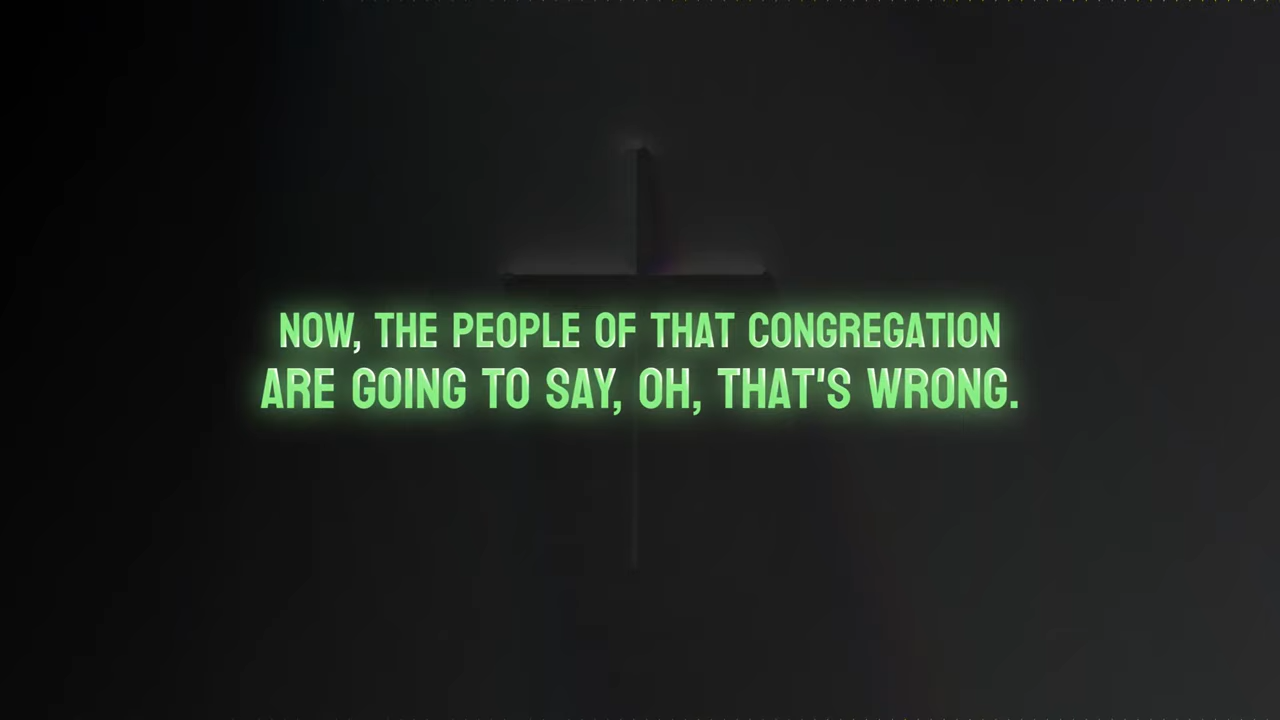 NOW, THE PEOPLE OF THAT CONGREGATION
ARE GOING TO SAY, OH, THAT'S WRONG.